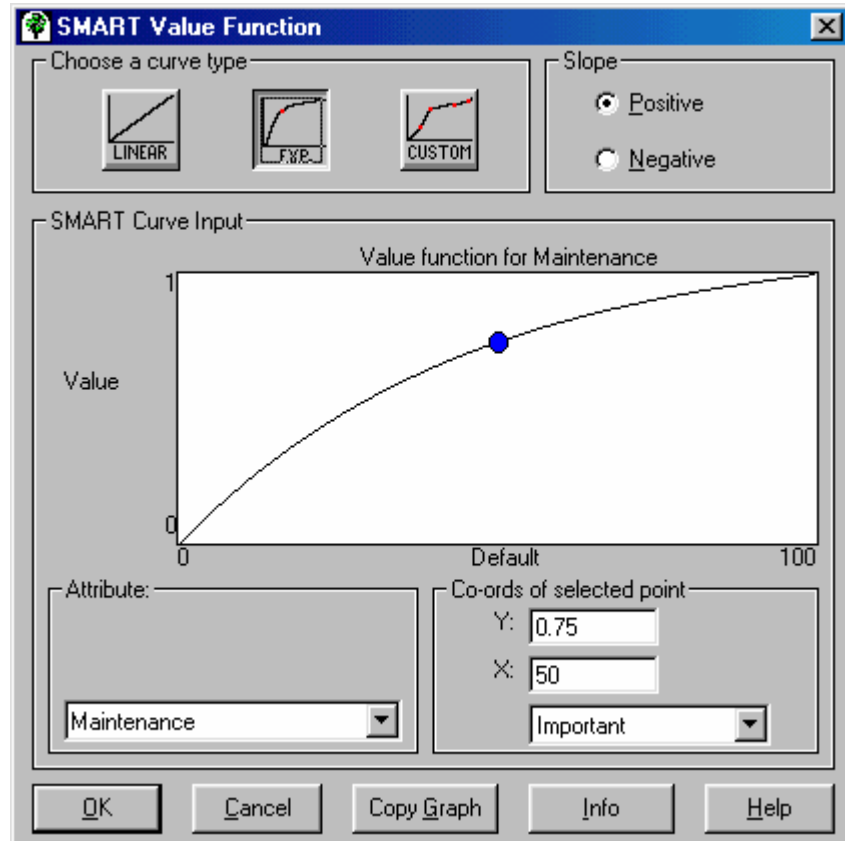 SMART Value Function
Choose a curve type
Slope
LINEAR
EXP.
CUSTOM
Positive
Negative
SMART Curve Input
Value function for Maintenance
1
Value
0
0 Default 100
Attribute:
Maintenance
Co-ords of selected point
Y: 0.75
X: 50
Important
OK Cancel Copy Graph Info Help